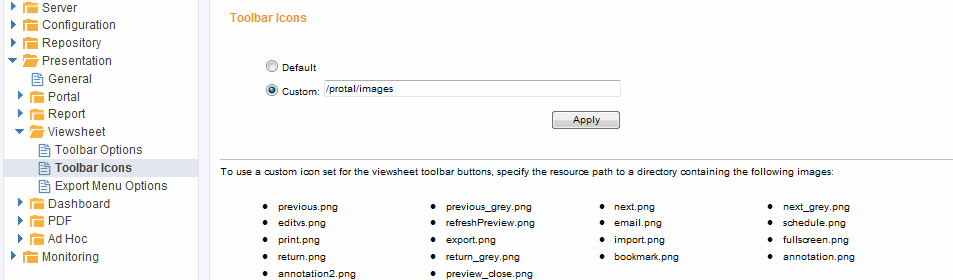 Server
Configuration
Repository
Presentation
General
Portal
Report
Viewsheet
Toolbar Options
Toolbar Icons
Export Menu Options
Dashboard
PDF
Ad Hoc
Monitoring
Toolbar Icons
Default
Custom: /protal/images
Apply
To use a custom icon set for the viewsheet toolbar buttons, specify the resource path to a directory containing the following images:
• previous.png • previous_grey.png • next.png • next_grey.png
• editvs.png • refreshPreview.png • email.png • schedule.png
• print.png • export.png • import.png • fullscreen.png
• return.png • return_grey.png • bookmark.png • annotation.png
• annotation2.png • preview_close.png